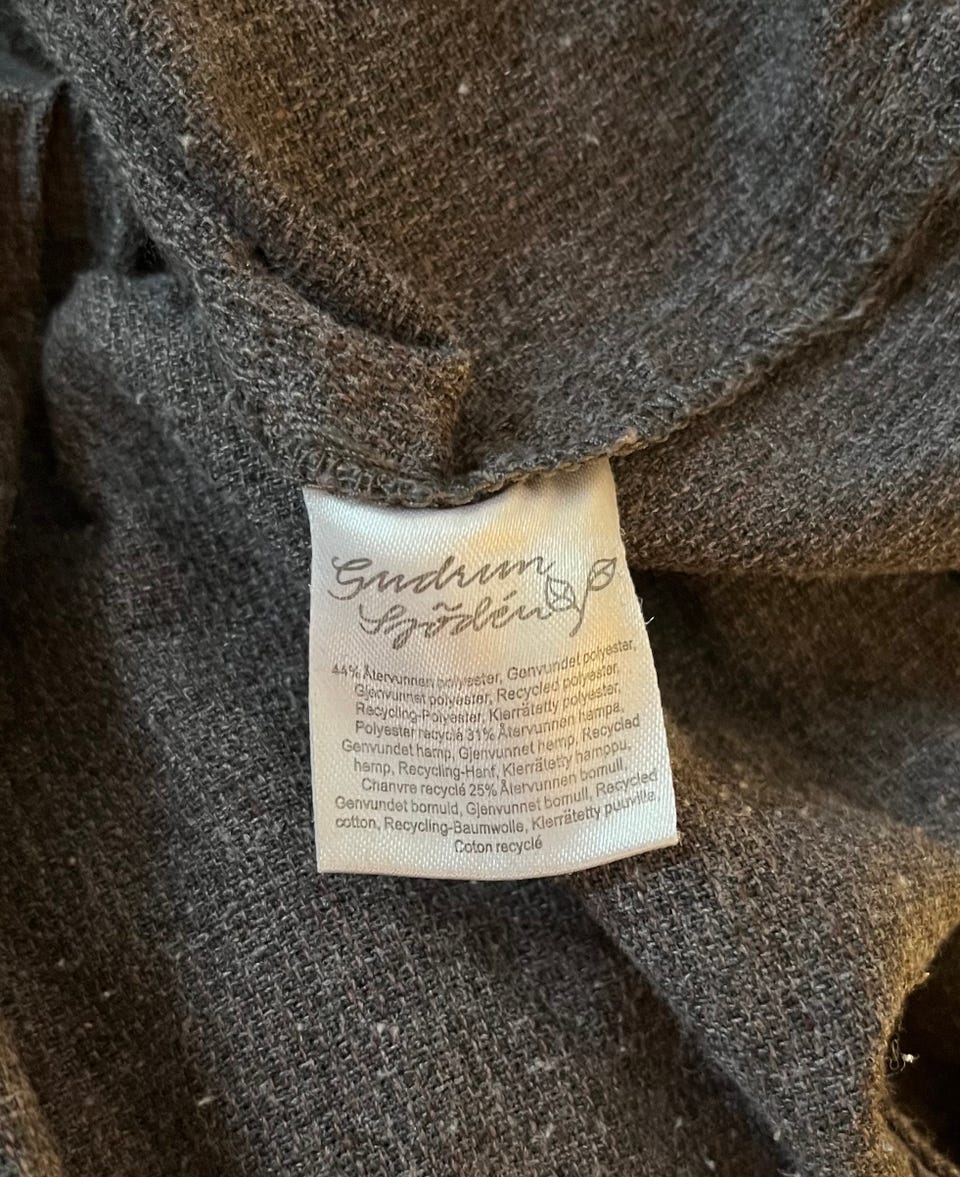 Gudrun
Sjödén
44% Återvunnen polyester, Genvundet polyester,
Gjenvunnet polyester, Recycled polyester,
Recycling-Polyester, Kierrätetty polyester,
Polyester recyclé 31% Återvunnen hampa,
Genvundet hemp, Gjenvunnet hemp, Recycled
hemp, Recycling-Hanf, Kierrätetty hamppu,
Chanvre recyclé 25% Återvunnen bomull,
Genvundet bomuld, Gjenvunnet bomull, Recycled
cotton, Recycling-Baumwolle, Kierrätetty puuvilla,
Coton recyclé